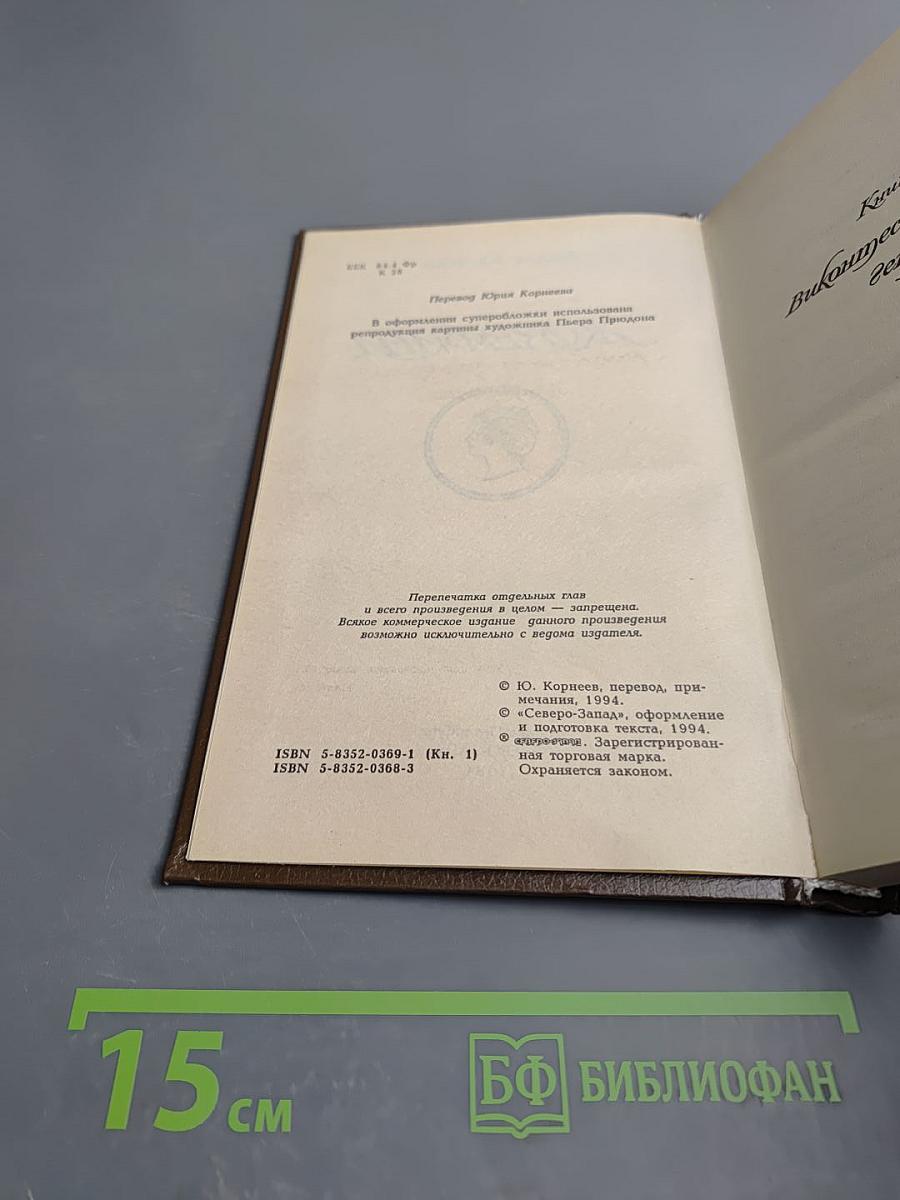 ББК 84.4 Фр
К 38
Перевод Юрия Корнеева
В оформлении суперобложки использована
репродукция картины художника Пьера Прюдона
Перепечатка отдельных глав
и всего произведения в целом — запрещена.
Всякое коммерческое издание данного произведения
возможно исключительно с ведома издателя.
© Ю. Корнеев, перевод, при-
мечания, 1994.
© «Северо-Запад», оформление
и подготовка текста, 1994.
® северо-запад. Зарегистрирован-
ная торговая марка.
Охраняется законом.
ISBN 5-8352-0369-1 (Кн. 1)
ISBN 5-8352-0368-3
15 см
БФ БИБЛИОФАН